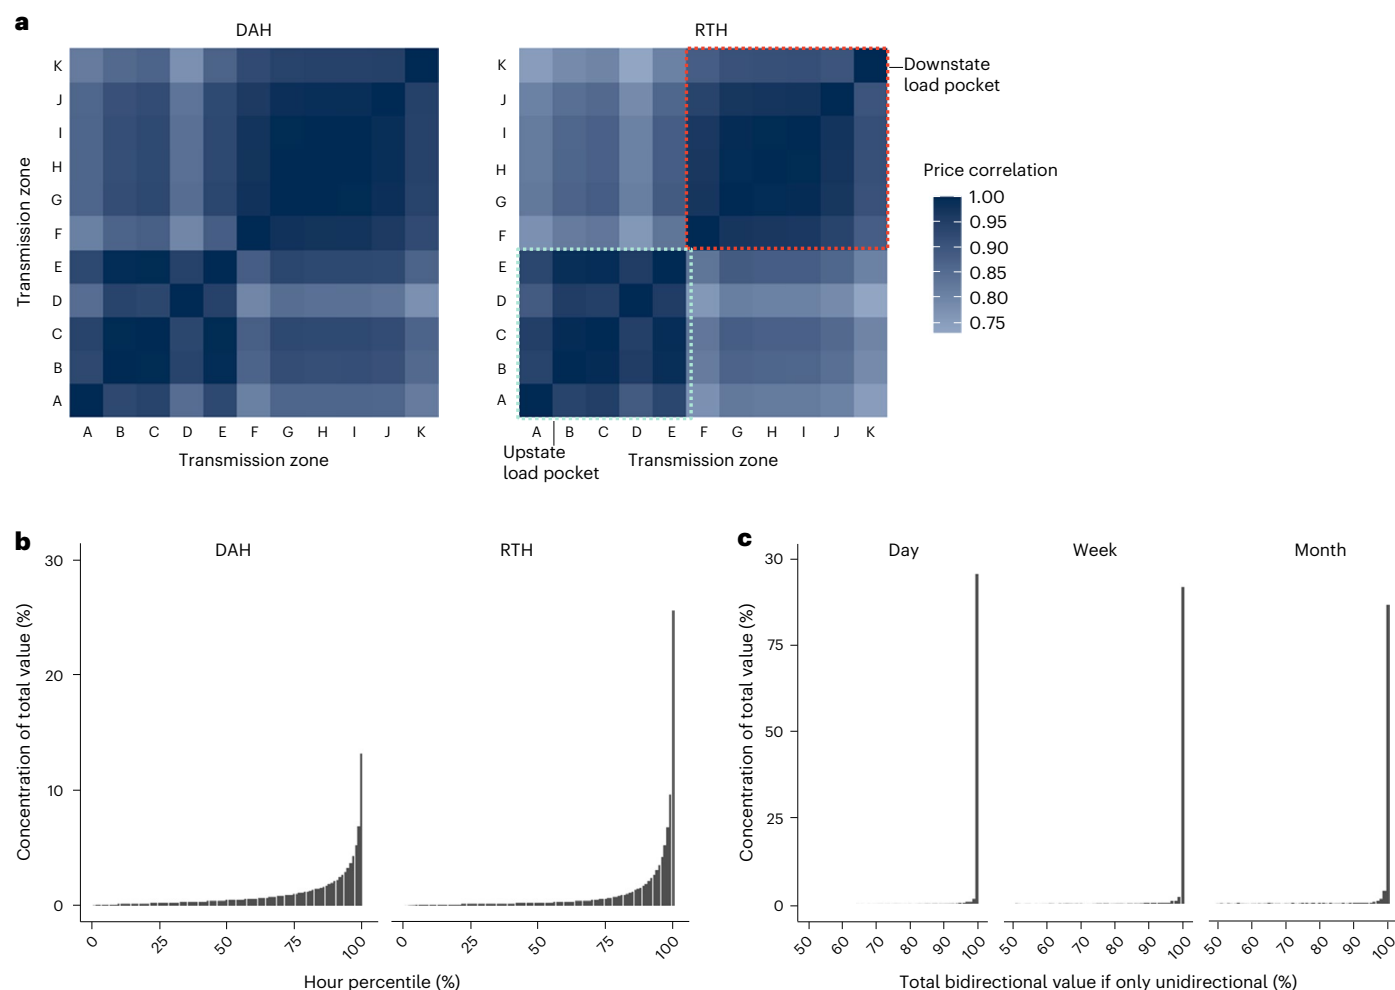 a
DAH
RTH
K
J
I
H
G
F
E
D
C
B
A
Transmission zone
A B C D E F G H I J K
Transmission zone
K
J
I
H
G
F
E
D
C
B
A
A B C D E F G H I J K
Transmission zone
Upstate
load pocket
Downstate
load pocket
Price correlation
1.00
0.95
0.90
0.85
0.80
0.75
b
DAH
RTH
Concentration of total value (%)
30
20
10
0
0 25 50 75 100
0 25 50 75 100
Hour percentile (%)
c
Day
Week
Month
Concentration of total value (%)
30
75
50
25
0
50 60 70 80 90 100
50 60 70 80 90 100
50 60 70 80 90 100
Total bidirectional value if only unidirectional (%)